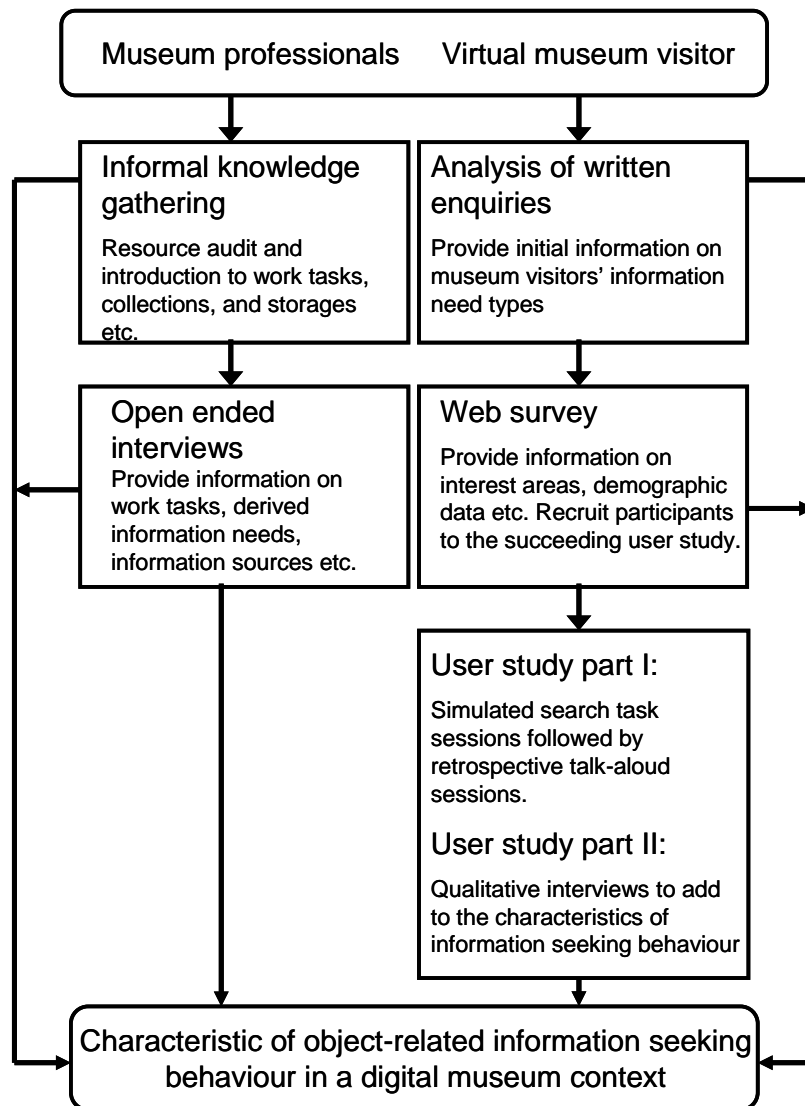 Museum professionals Virtual museum visitor
Informal knowledge
gathering
Resource audit and
introduction to work tasks,
collections, and storages
etc.
Analysis of written
enquiries
Provide initial information on
museum visitors' information
need types
Open ended
interviews
Provide information on
work tasks, derived
information needs,
information sources etc.
Web survey
Provide information on
interest areas, demographic
data etc. Recruit participants
to the succeeding user study.
User study part I:
Simulated search task
sessions followed by
retrospective talk-aloud
sessions.
User study part II:
Qualitative interviews to add
to the characteristics of
information seeking behaviour
Characteristic of object-related information seeking
behaviour in a digital museum context